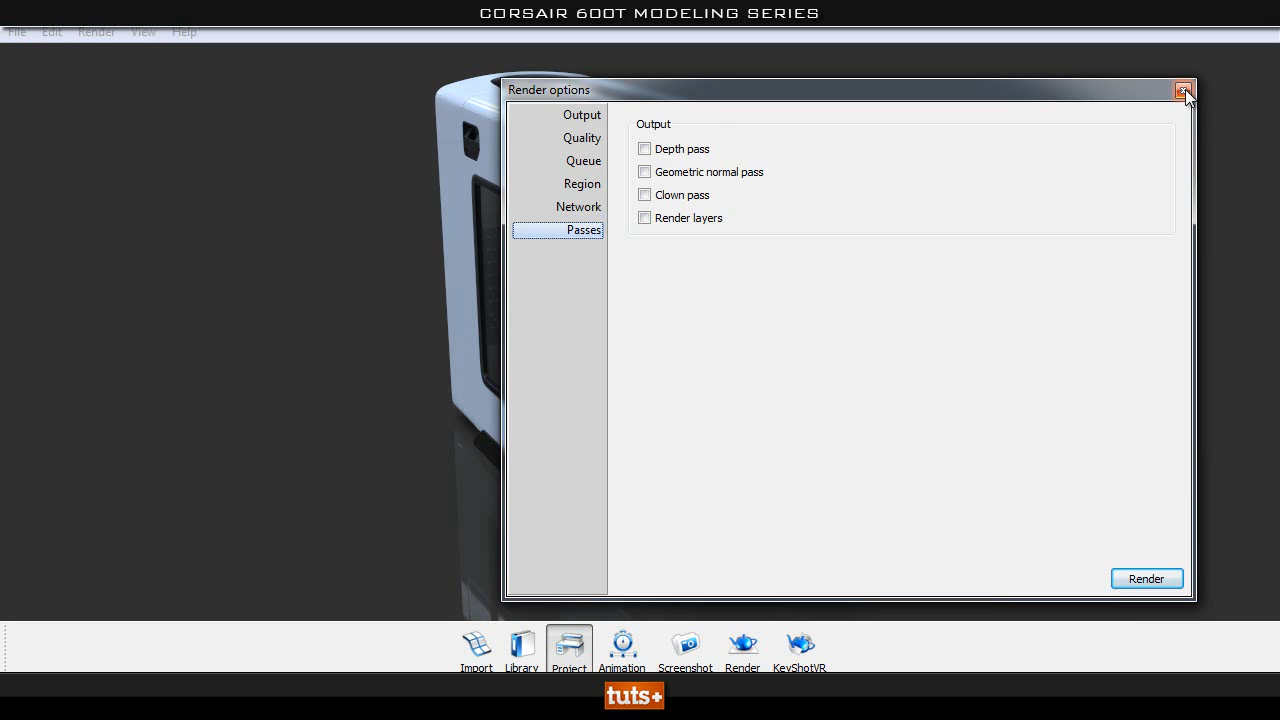 CORSAIR 600T MODELING SERIES
File Edit Render View Help
Render options
Output
Quality
Queue
Region
Network
Passes
Output
Depth pass
Geometric normal pass
Clown pass
Render layers
Render
Import Library Project Animation Screenshot Render KeyShotVR
tuts+